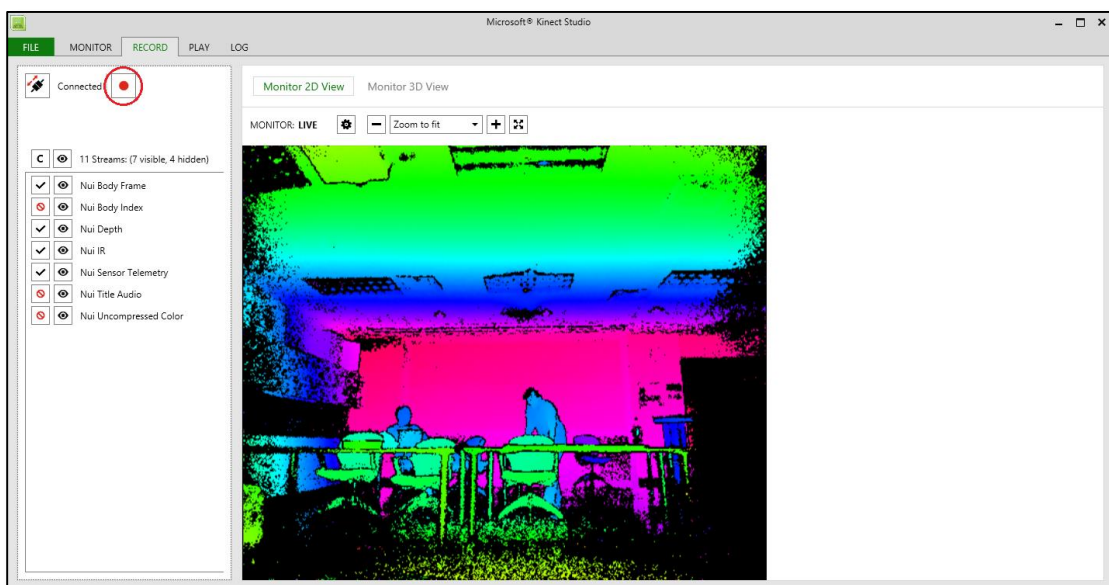 Microsoft® Kinect Studio
FILE MONITOR RECORD PLAY LOG
Connected
Monitor 2D View Monitor 3D View
MONITOR: LIVE Zoom to fit
C 11 Streams: (7 visible, 4 hidden)
Nui Body Frame
Nui Body Index
Nui Depth
Nui IR
Nui Sensor Telemetry
Nui Title Audio
Nui Uncompressed Color